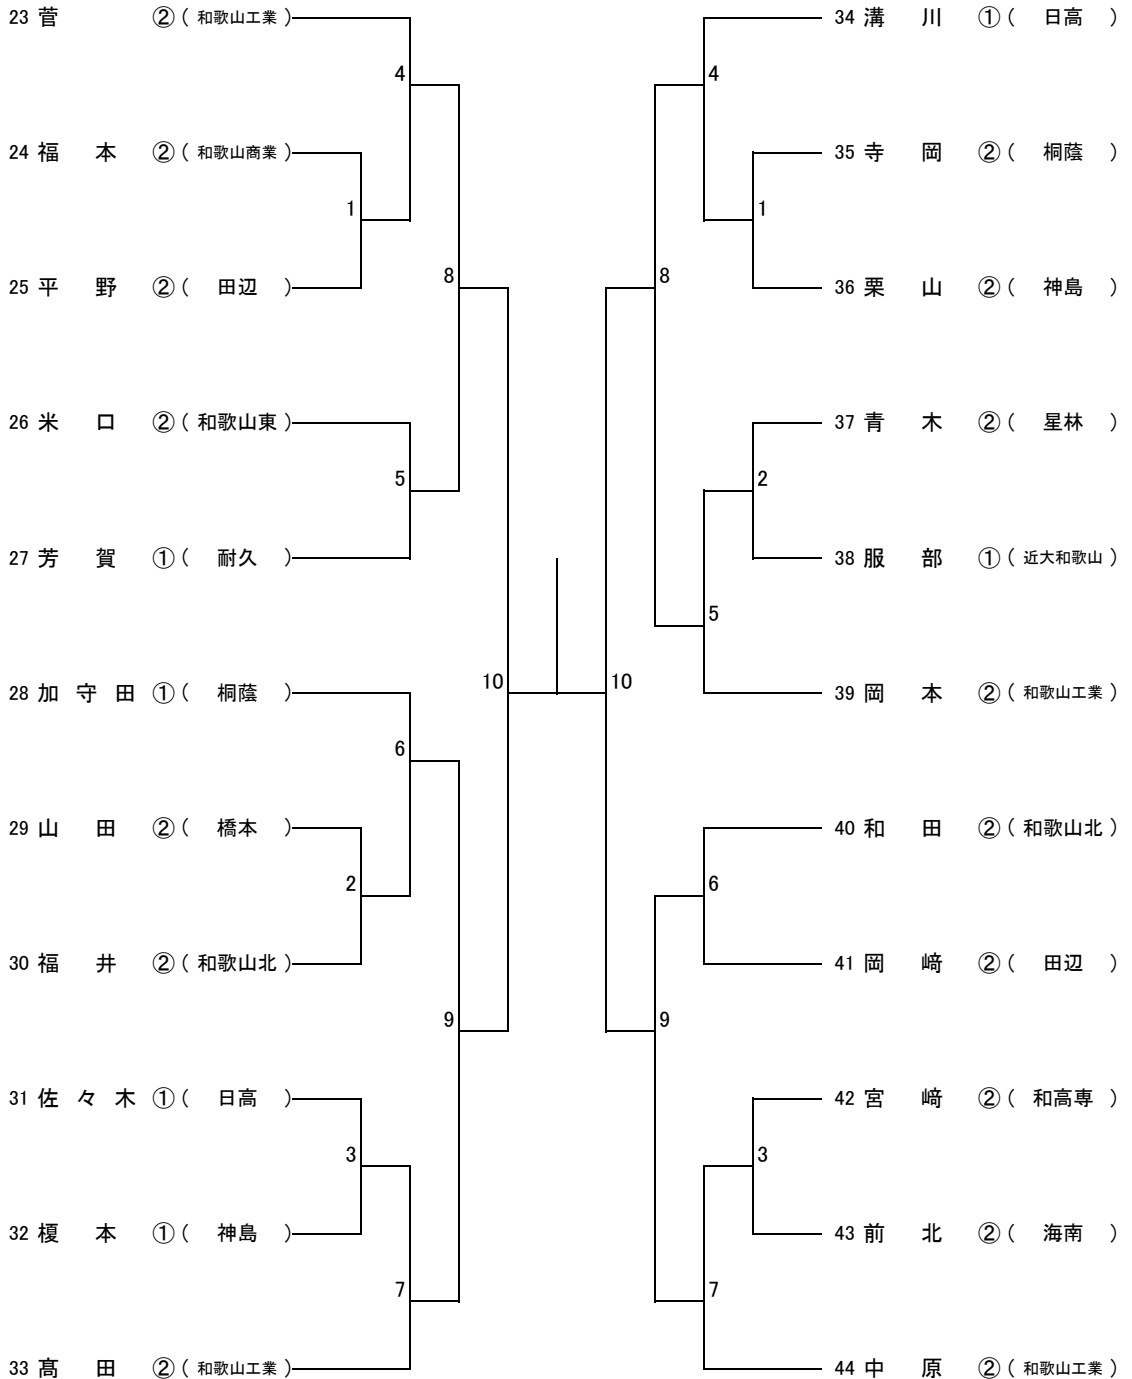 23 菅 ② ( 和歌山工業 )
4
24 福 本 ② ( 和歌山商業 )
1
25 平 野 ② ( 田辺 )
8
26 米 口 ② ( 和歌山東 )
5
27 芳 賀 ① ( 耐久 )
10
28 加 守 田 ① ( 桐蔭 )
6
29 山 田 ② ( 橋本 )
2
30 福 井 ② ( 和歌山北 )
9
31 佐 々 木 ① ( 日高 )
3
32 榎 本 ① ( 神島 )
7
33 髙 田 ② ( 和歌山工業 )
34 溝 川 ① ( 日高 )
4
35 寺 岡 ② ( 桐蔭 )
1
36 栗 山 ② ( 神島 )
8
37 青 木 ② ( 星林 )
2
38 服 部 ① ( 近大和歌山 )
5
39 岡 本 ② ( 和歌山工業 )
10
40 和 田 ② ( 和歌山北 )
6
41 岡 﨑 ② ( 田辺 )
9
42 宮 﨑 ② ( 和高専 )
3
43 前 北 ② ( 海南 )
7
44 中 原 ② ( 和歌山工業 )